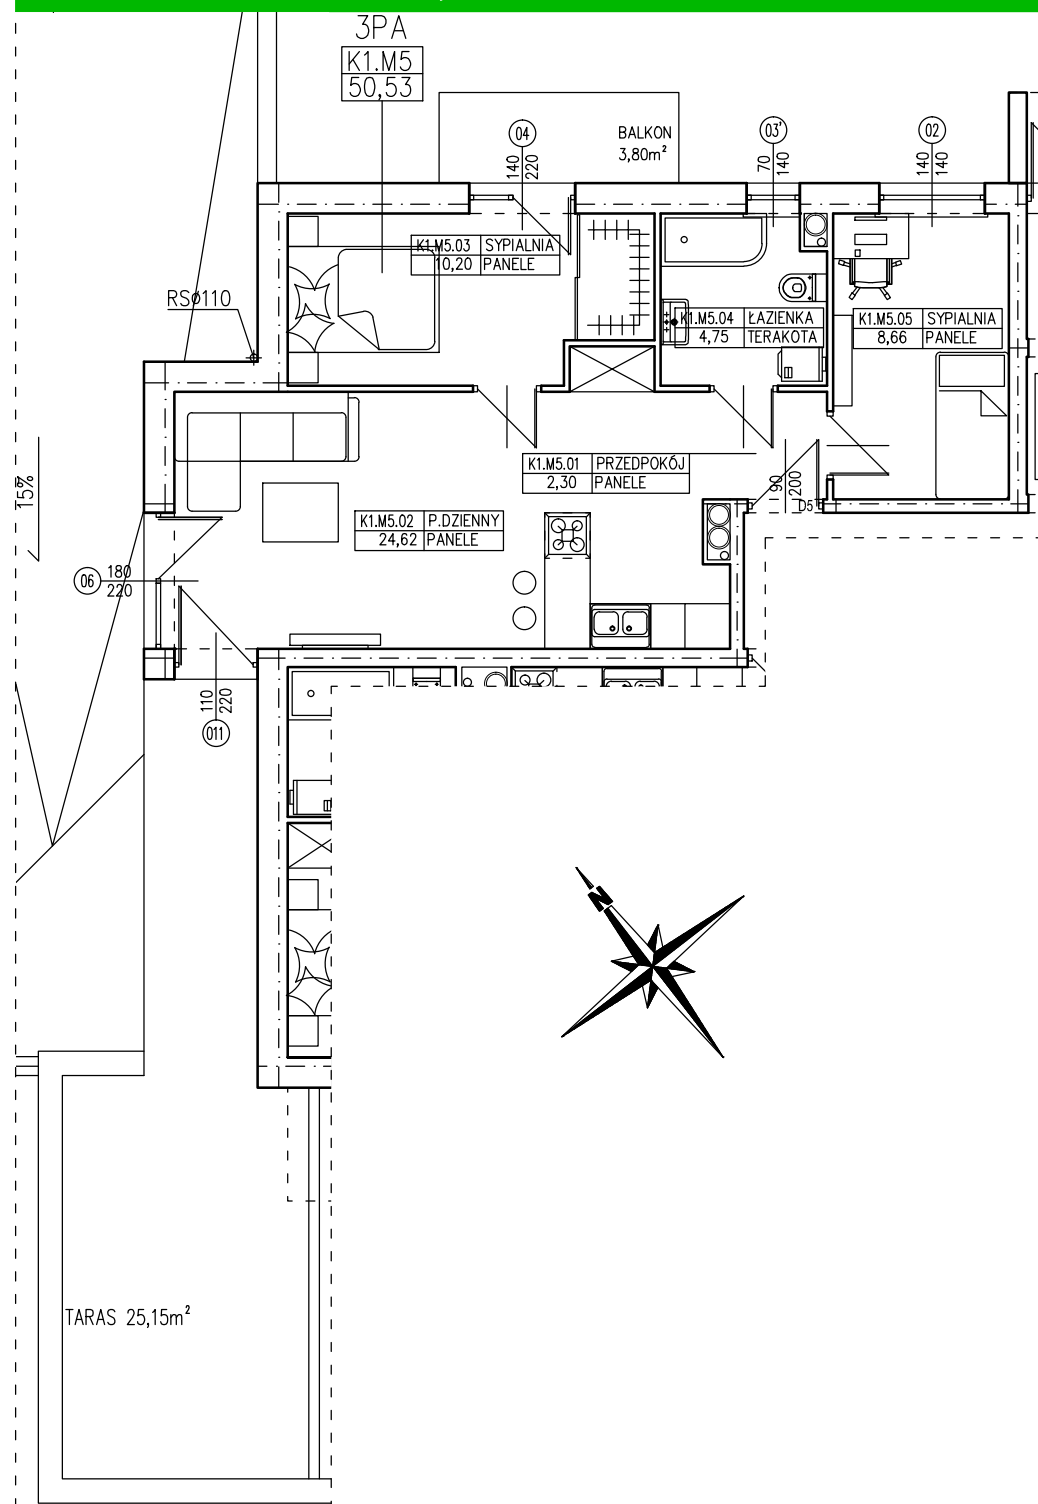 3PA
K1.M5
50,53
04
140
220
BALKON
3,80m²
03'
70
140
02
140
140
K1.M5.03 SYPIALNIA
10,20 PANELE
RSø110
K1.M5.04 ŁAZIENKA
4,75 TERAKOTA
K1.M5.05 SYPIALNIA
8,66 PANELE
K1.M5.01 PRZEDPOKÓJ
2,30 PANELE
90
200
D5
15%
K1.M5.02 P.DZIENNY
24,62 PANELE
06
180
220
110
220
011
N
TARAS 25,15m²